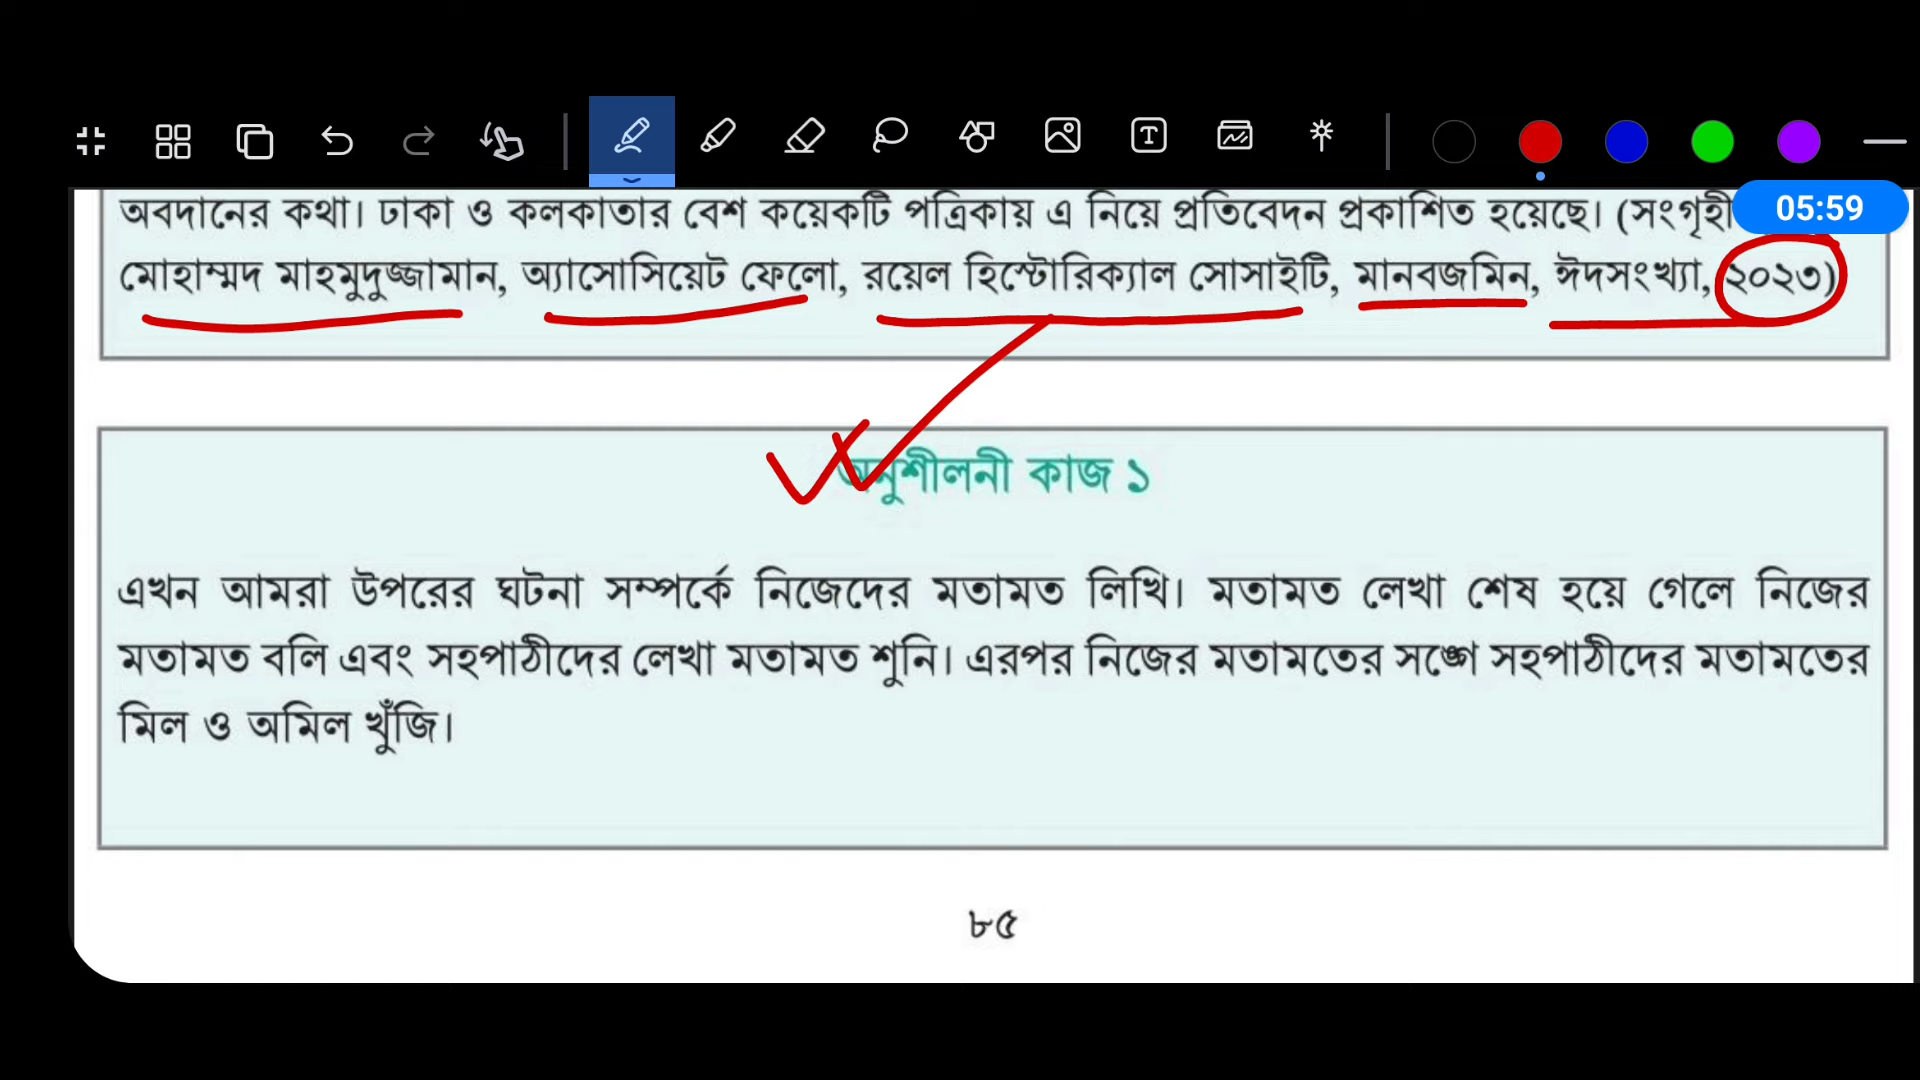 05:59
অবদানের কথা। ঢাকা ও কলকাতার বেশ কয়েকটি পত্রিকায় এ নিয়ে প্রতিবেদন প্রকাশিত হয়েছে।
মোহাম্মদ মাহমুদুজ্জামান, অ্যাসোসিয়েট ফেলো, রয়েল হিস্টোরিক্যাল সোসাইটি, মানবজমিন, ঈদসংখ্যা, ২০২৩)
অনুশীলনী কাজ ১
এখন আমরা উপরের ঘটনা সম্পর্কে নিজেদের মতামত লিখি। মতামত লেখা শেষ হয়ে গেলে নিজের
মতামত বলি এবং সহপাঠীদের লেখা মতামত শুনি। এরপর নিজের মতামতের সঙ্গে সহপাঠীদের মতামতের
মিল ও অমিল খুঁজি।
৮৫